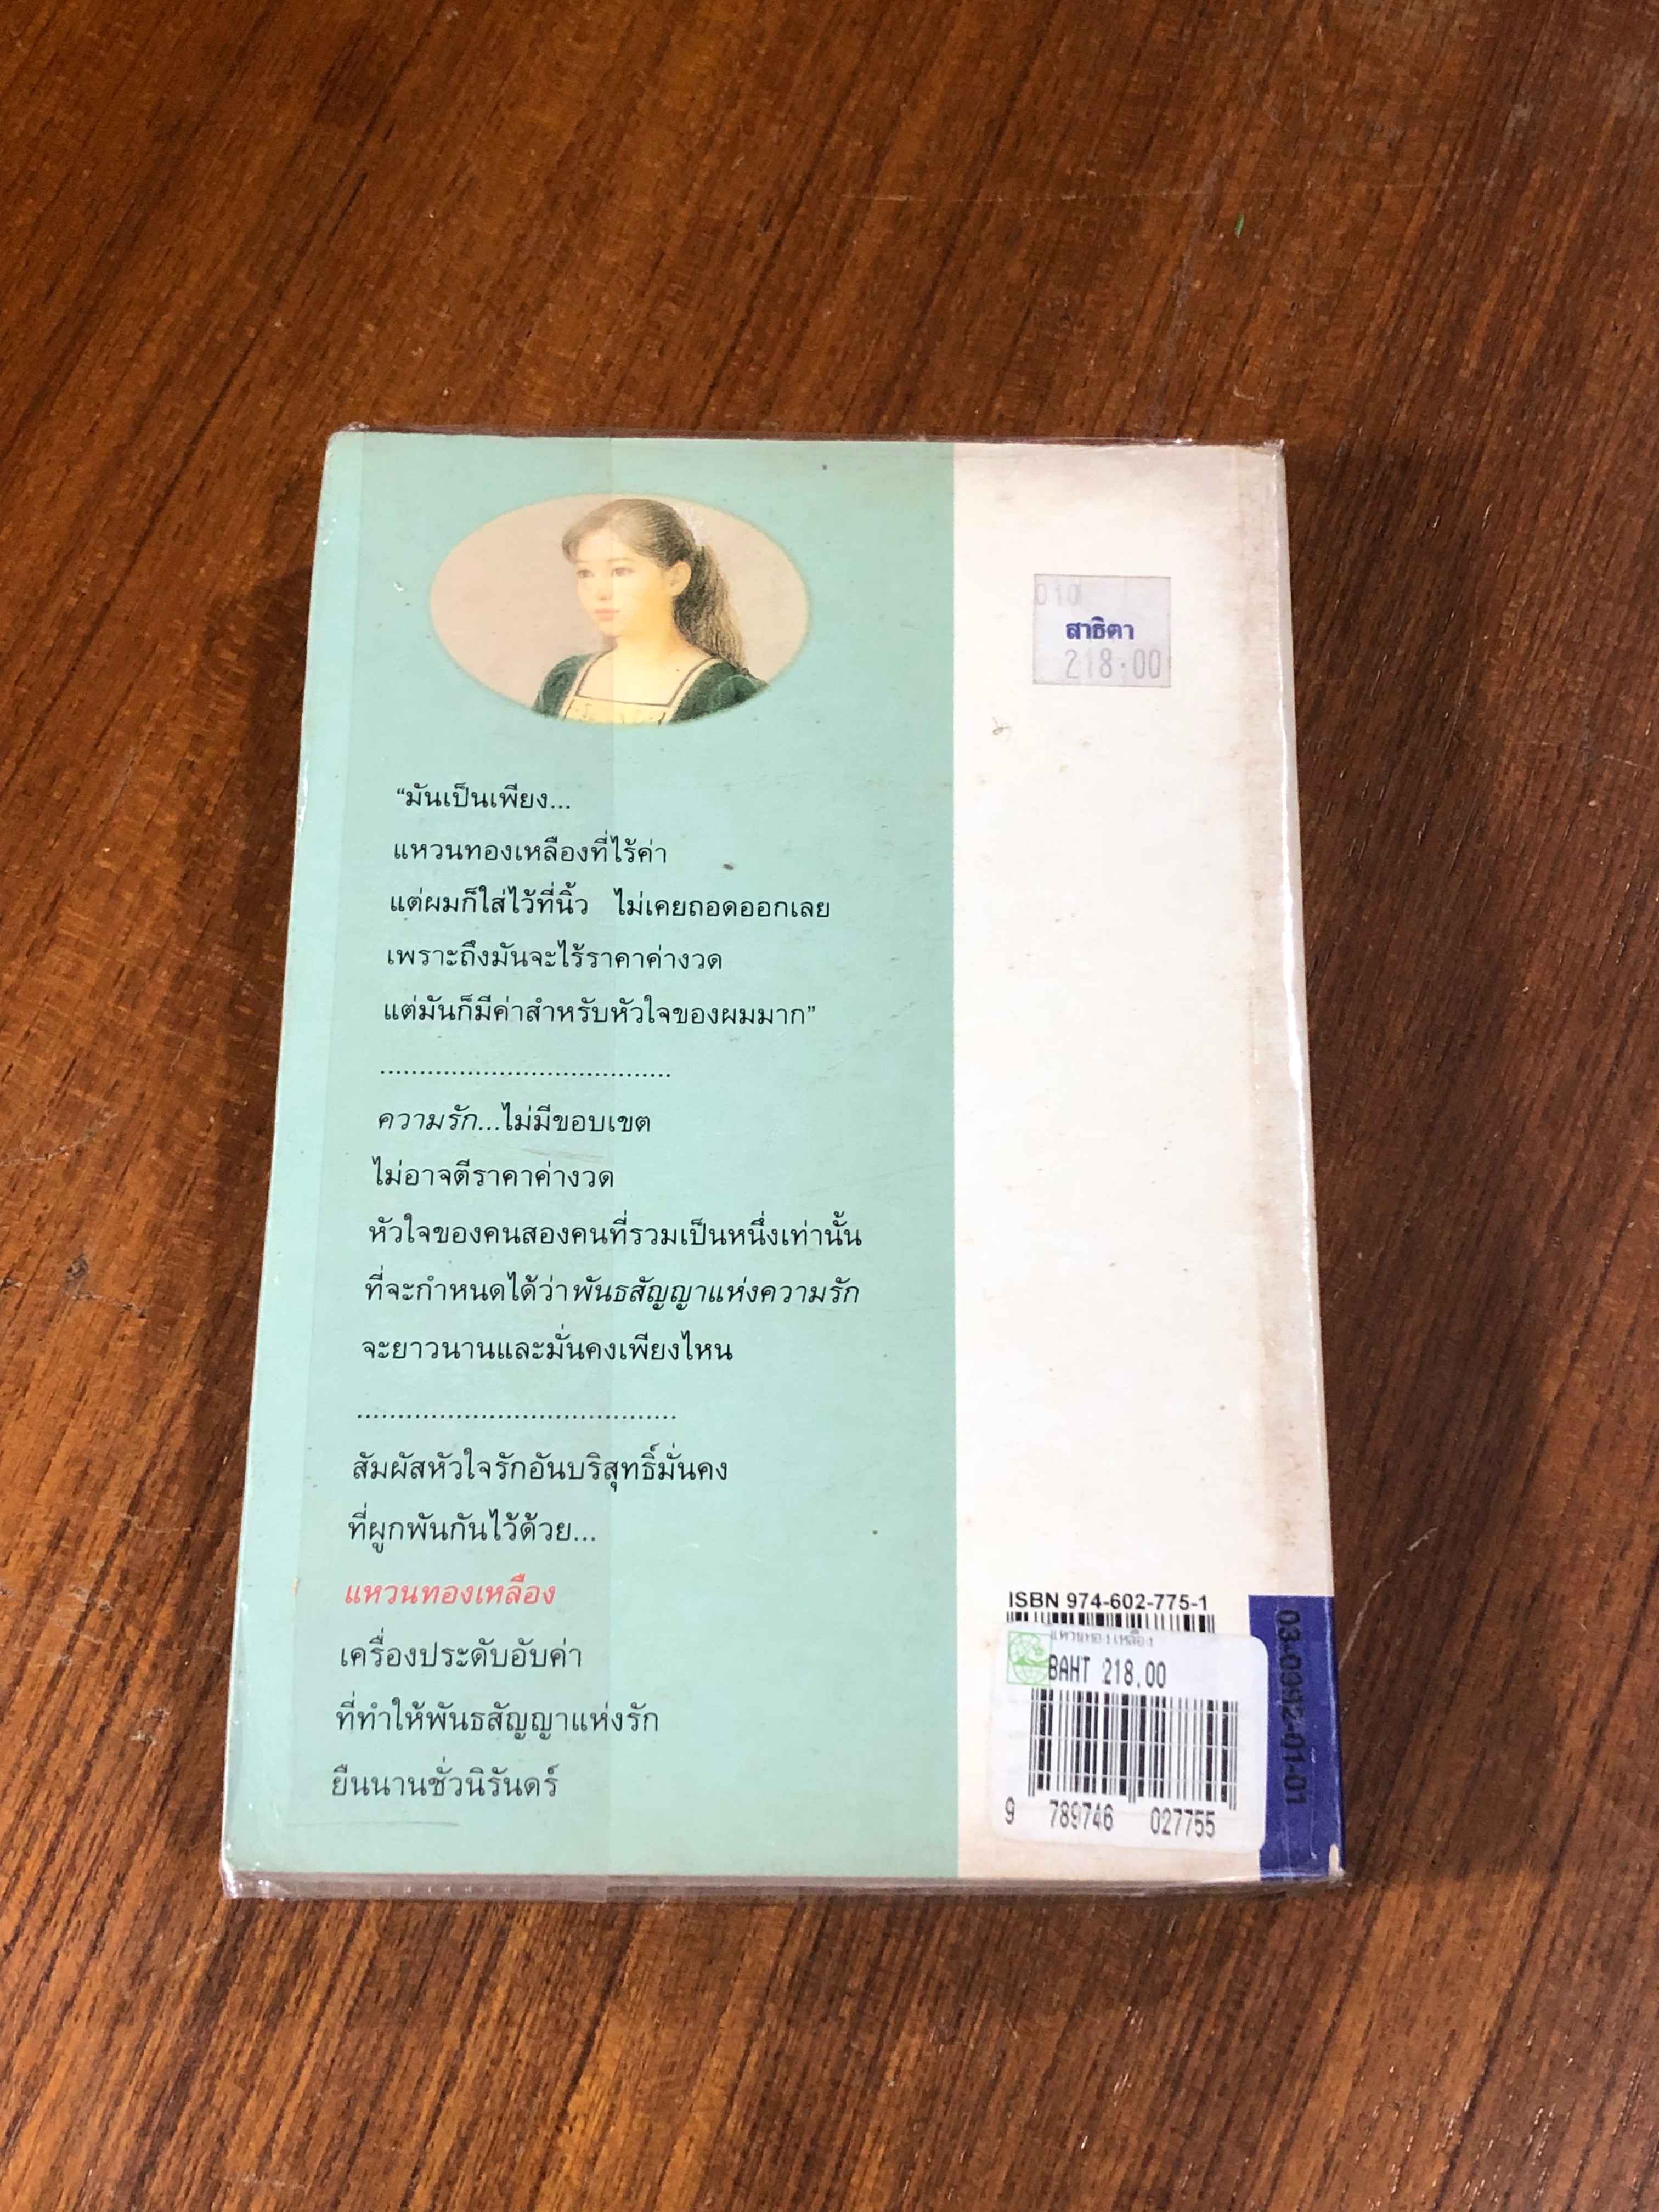 “มันเป็นเพียง...
แหวนทองเหลืองที่ไร้ค่า
แต่ผมก็ใส่ไว้ที่นิ้ว ไม่เคยถอดออกเลย
เพราะถึงมันจะไร้ราคาค่างวด
แต่มันก็มีค่าสำหรับหัวใจของผมมาก”
.....................................
ความรัก...ไม่มีขอบเขต
ไม่อาจตีราคาค่างวด
หัวใจของคนสองคนที่รวมเป็นหนึ่งเท่านั้น
ที่จะกำหนดได้ว่าพันธสัญญาแห่งความรัก
จะยาวนานและมั่นคงเพียงไหน
........................................
สัมผัสหัวใจรักอันบริสุทธิ์มั่นคง
ที่ผูกพันกันไว้ด้วย...
แหวนทองเหลือง
เครื่องประดับอับค่า
ที่ทำให้พันธสัญญาแห่งรัก
ยืนนานชั่วนิรันดร์
010
สาธิตา
218.00
ISBN 974-602-775-1
แหวนทองเหลือง
BAHT 218.00
9 789746 027755